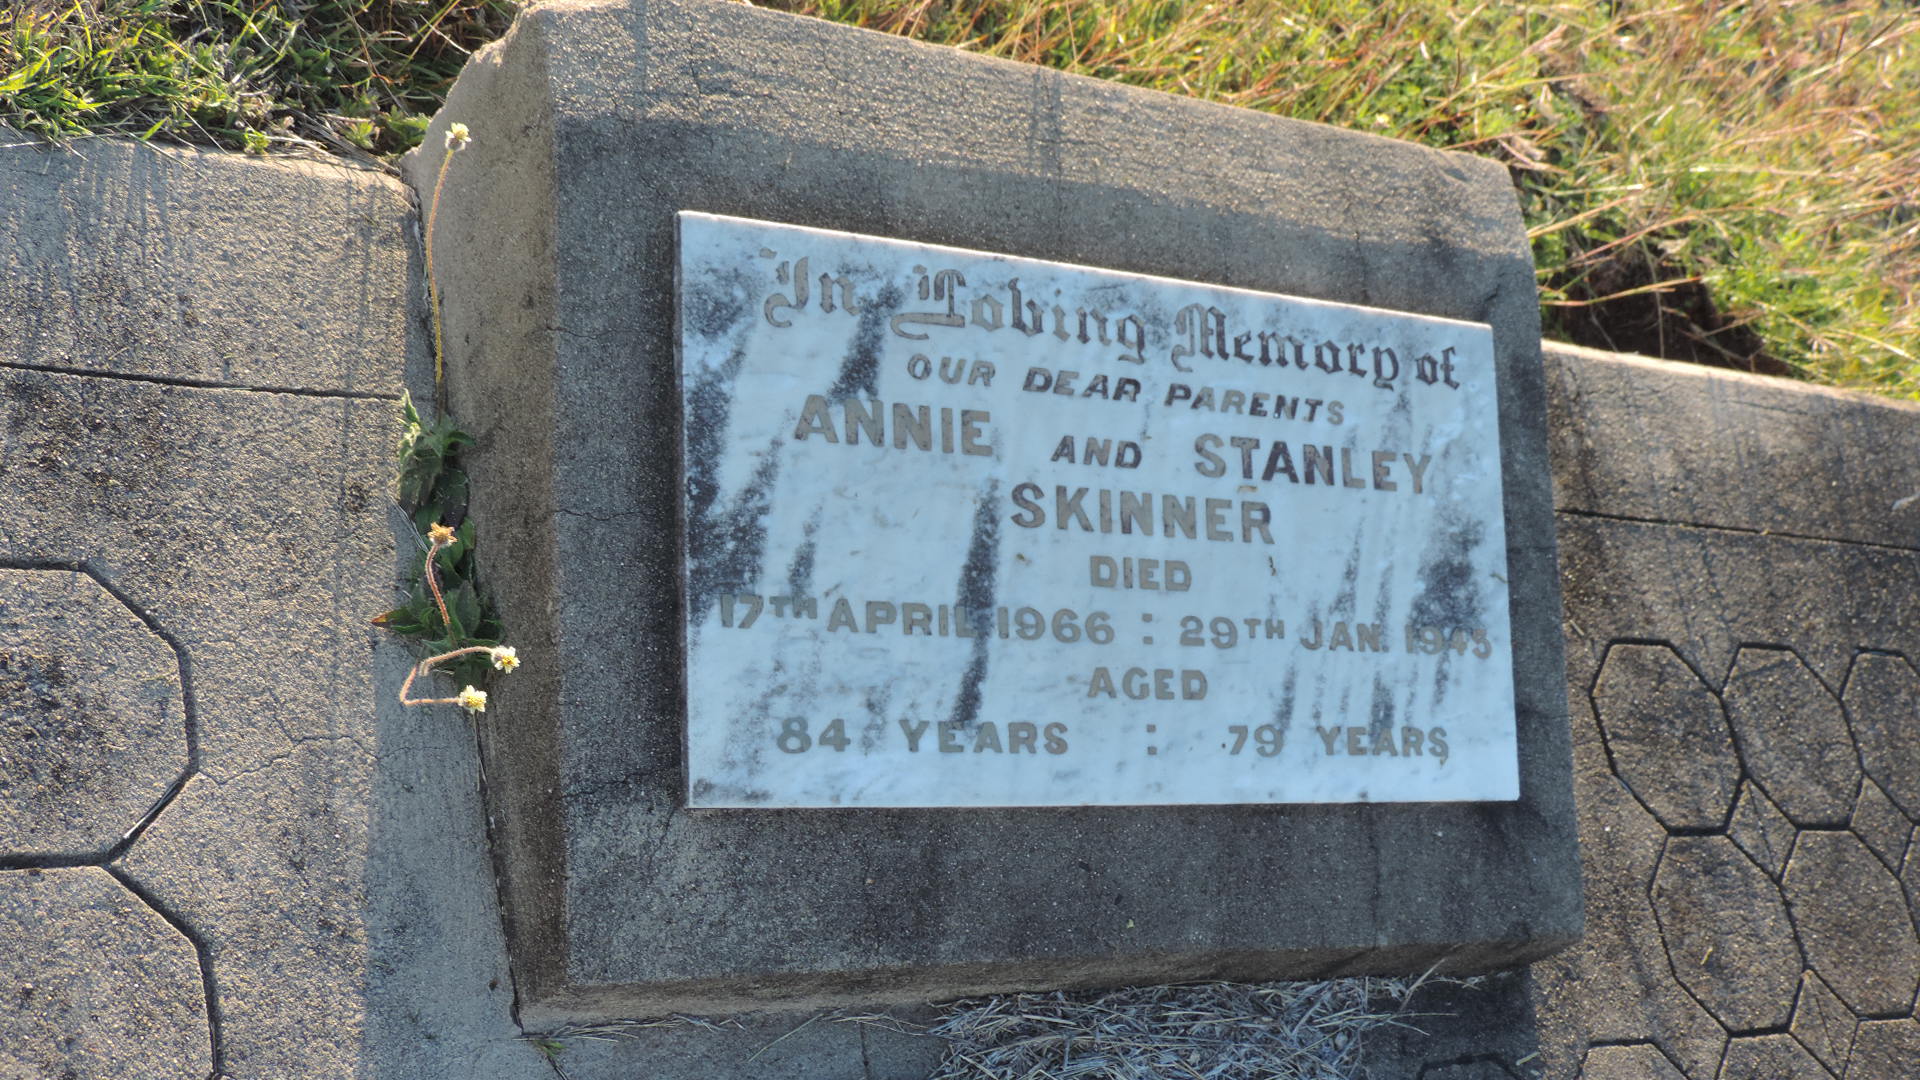 In Loving Memory of
OUR DEAR PARENTS
ANNIE AND STANLEY
SKINNER
DIED
17TH APRIL 1966 : 29TH JAN. 1945
AGED
84 YEARS : 79 YEARS